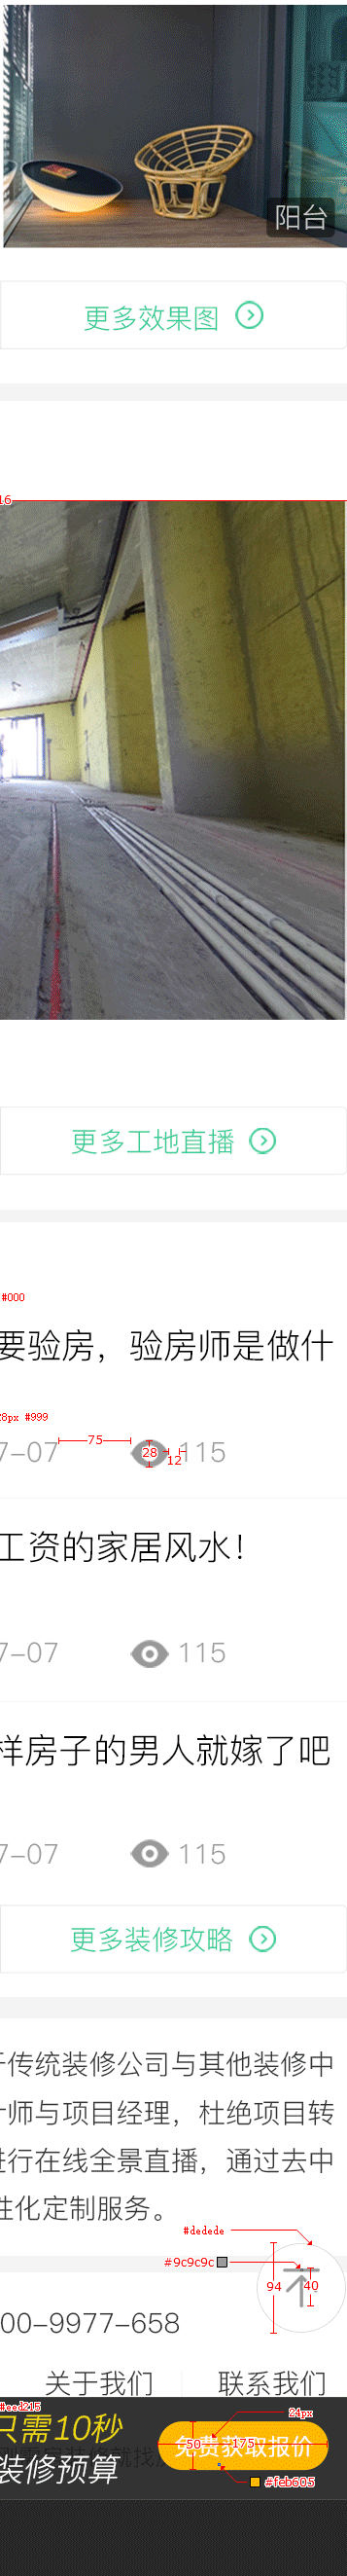 阳台
更多效果图
16
更多工地直播
#000
要验房，验房师是做什
28px #999
7-07 75 28 12 115
工资的家居风水！
7-07 115
样房子的男人就嫁了吧
7-07 115
更多装修攻略
于传统装修公司与其他装修中
计师与项目经理，杜绝项目转
进行在线全景直播，通过去中
性化定制服务。
#dedede
#9c9c9c
94 40
00-9977-658
关于我们 联系我们
#eed215
只需10秒
24px
50 175
免费获取报价
装修预算
#feb605